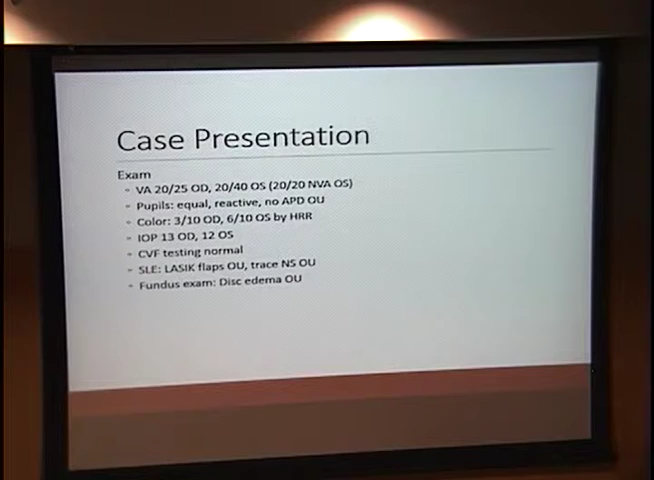 Case Presentation
Exam
- VA 20/25 OD, 20/40 OS (20/20 NVA OS)
- Pupils: equal, reactive, no APD OU
- Color: 3/10 OD, 6/10 OS by HRR
- IOP 13 OD, 12 OS
- CVF testing normal
- SLE: LASIK flaps OU, trace NS OU
- Fundus exam: Disc edema OU